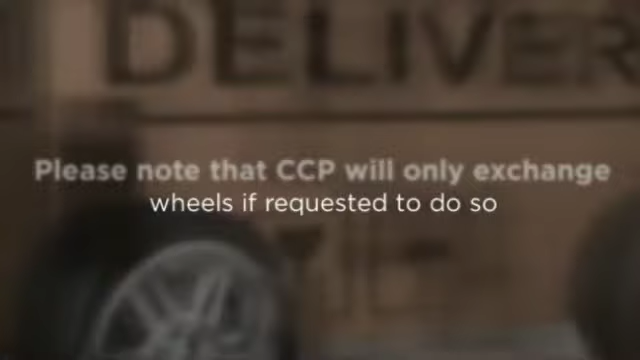 DELIVER
Please note that CCP will only exchange
wheels if requested to do so